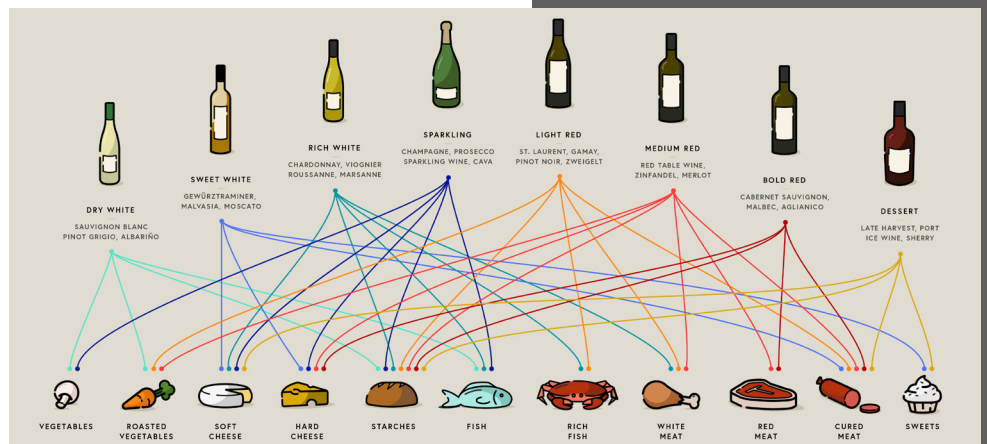 SPARKLING
CHAMPAGNE, PROSECCO
SPARKLING WINE, CAVA
LIGHT RED
ST. LAURENT, GAMAY,
PINOT NOIR, ZWEIGELT
RICH WHITE
CHARDONNAY, VIOGNIER
ROUSSANNE, MARSANNE
MEDIUM RED
RED TABLE WINE,
ZINFANDEL, MERLOT
SWEET WHITE
GEWÜRZTRAMINER,
MALVASIA, MOSCATO
BOLD RED
CABERNET SAUVIGNON,
MALBEC, AGLIANICO
DRY WHITE
SAUVIGNON BLANC
PINOT GRIGIO, ALBARIÑO
DESSERT
LATE HARVEST, PORT
ICE WINE, SHERRY
VEGETABLES
ROASTED
VEGETABLES
SOFT
CHEESE
HARD
CHEESE
STARCHES
FISH
RICH
FISH
WHITE
MEAT
RED
MEAT
CURED
MEAT
SWEETS